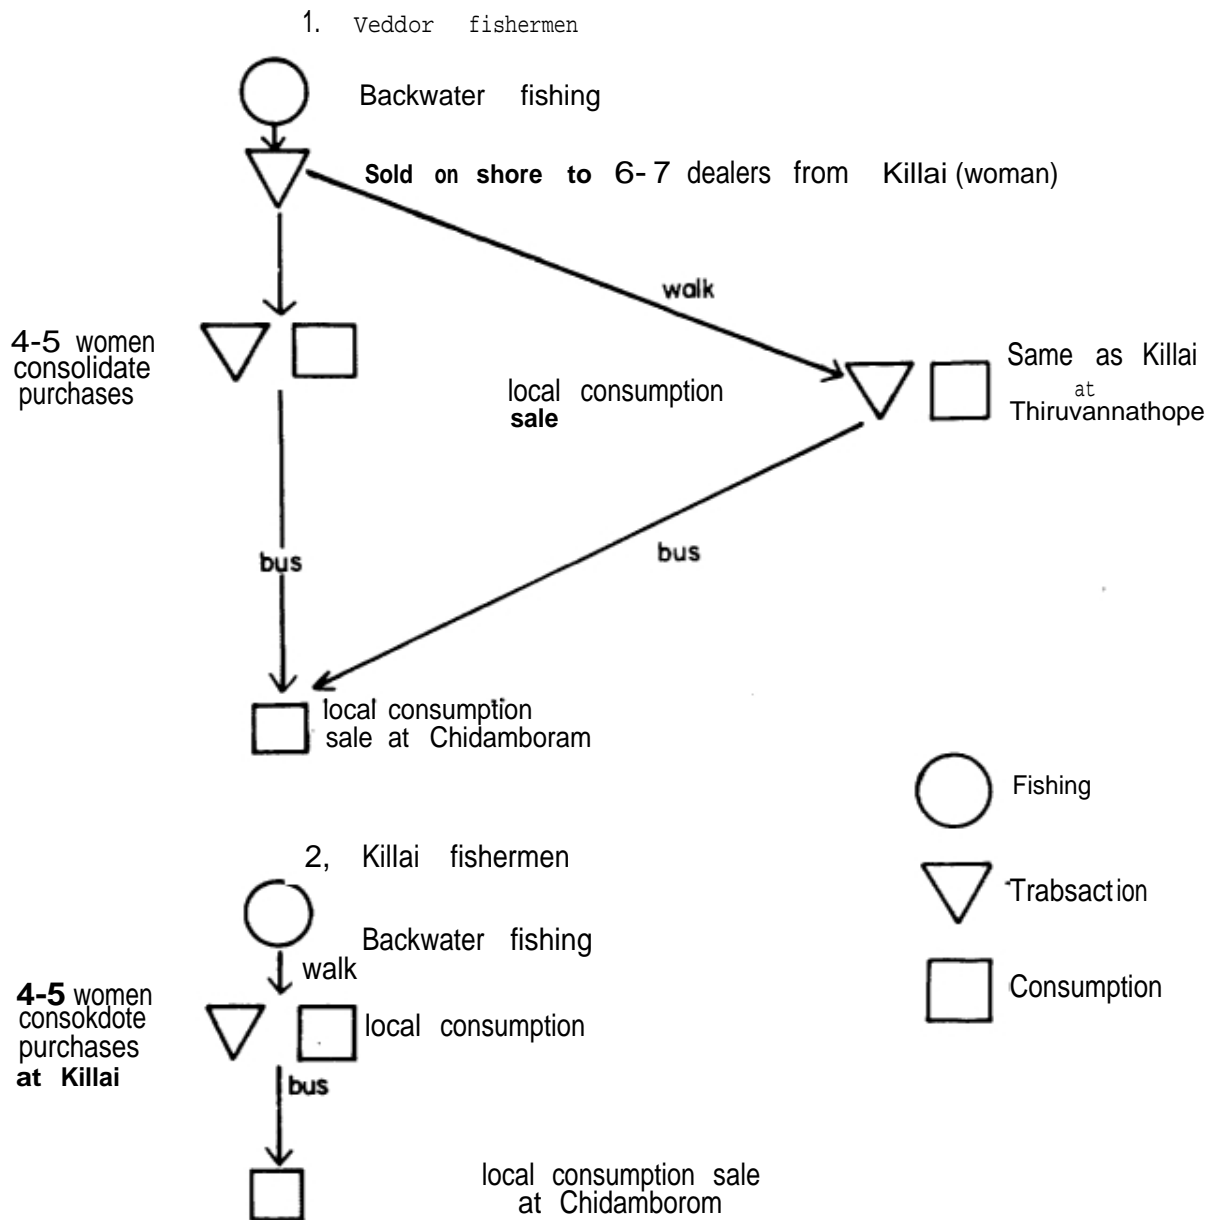 1. Veddor fishermen
Backwater fishing
Sold on shore to 6-7 dealers from Killai (woman)
walk
4-5 women
consolidate
purchases
local consumption
sale
Same as Killai
at
Thiruvannathope
bus
bus
local consumption
sale at Chidamboram
Fishing
2, Killai fishermen
Trabsaction
Backwater fishing
walk
Consumption
4-5 women
consokdote
purchases
at Killai
local consumption
bus
local consumption sale
at Chidamborom